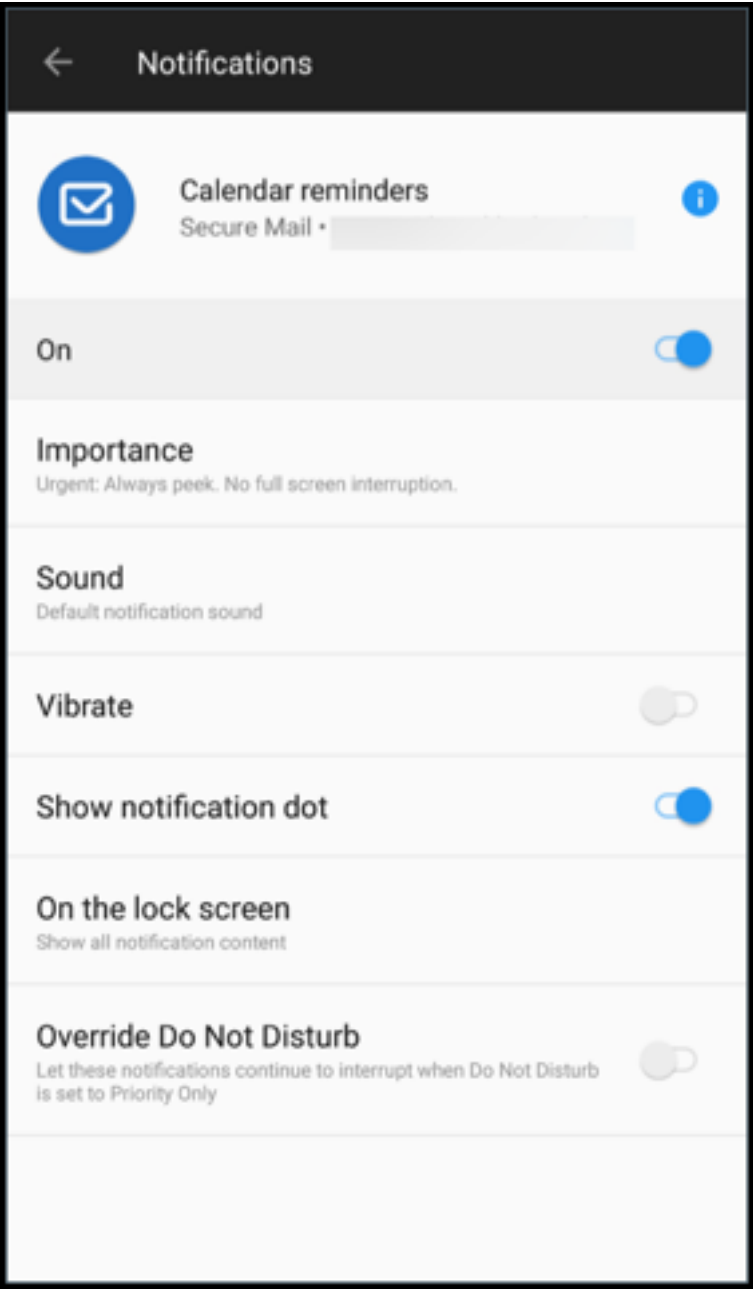 Notifications
Calendar reminders
Secure Mail •
On
Importance
Urgent: Always peek. No full screen interruption.
Sound
Default notification sound
Vibrate
Show notification dot
On the lock screen
Show all notification content
Override Do Not Disturb
Let these notifications continue to interrupt when Do Not Disturb
is set to Priority Only